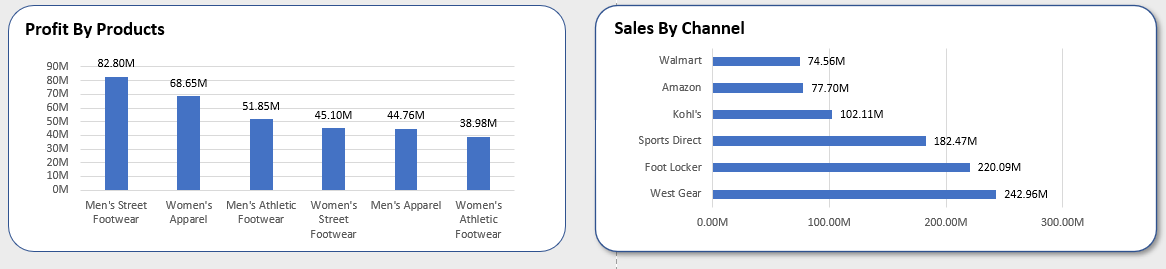 Profit By Products
90M
80M
70M
60M
50M
40M
30M
20M
10M
0M
82.80M
68.65M
51.85M
45.10M
44.76M
38.98M
Men's Street
Footwear
Women's
Apparel
Men's Athletic
Footwear
Women's
Street
Footwear
Men's Apparel
Women's
Athletic
Footwear
Sales By Channel
Walmart 74.56M
Amazon 77.70M
Kohl's 102.11M
Sports Direct 182.47M
Foot Locker 220.09M
West Gear 242.96M
0.00M 100.00M 200.00M 300.00M